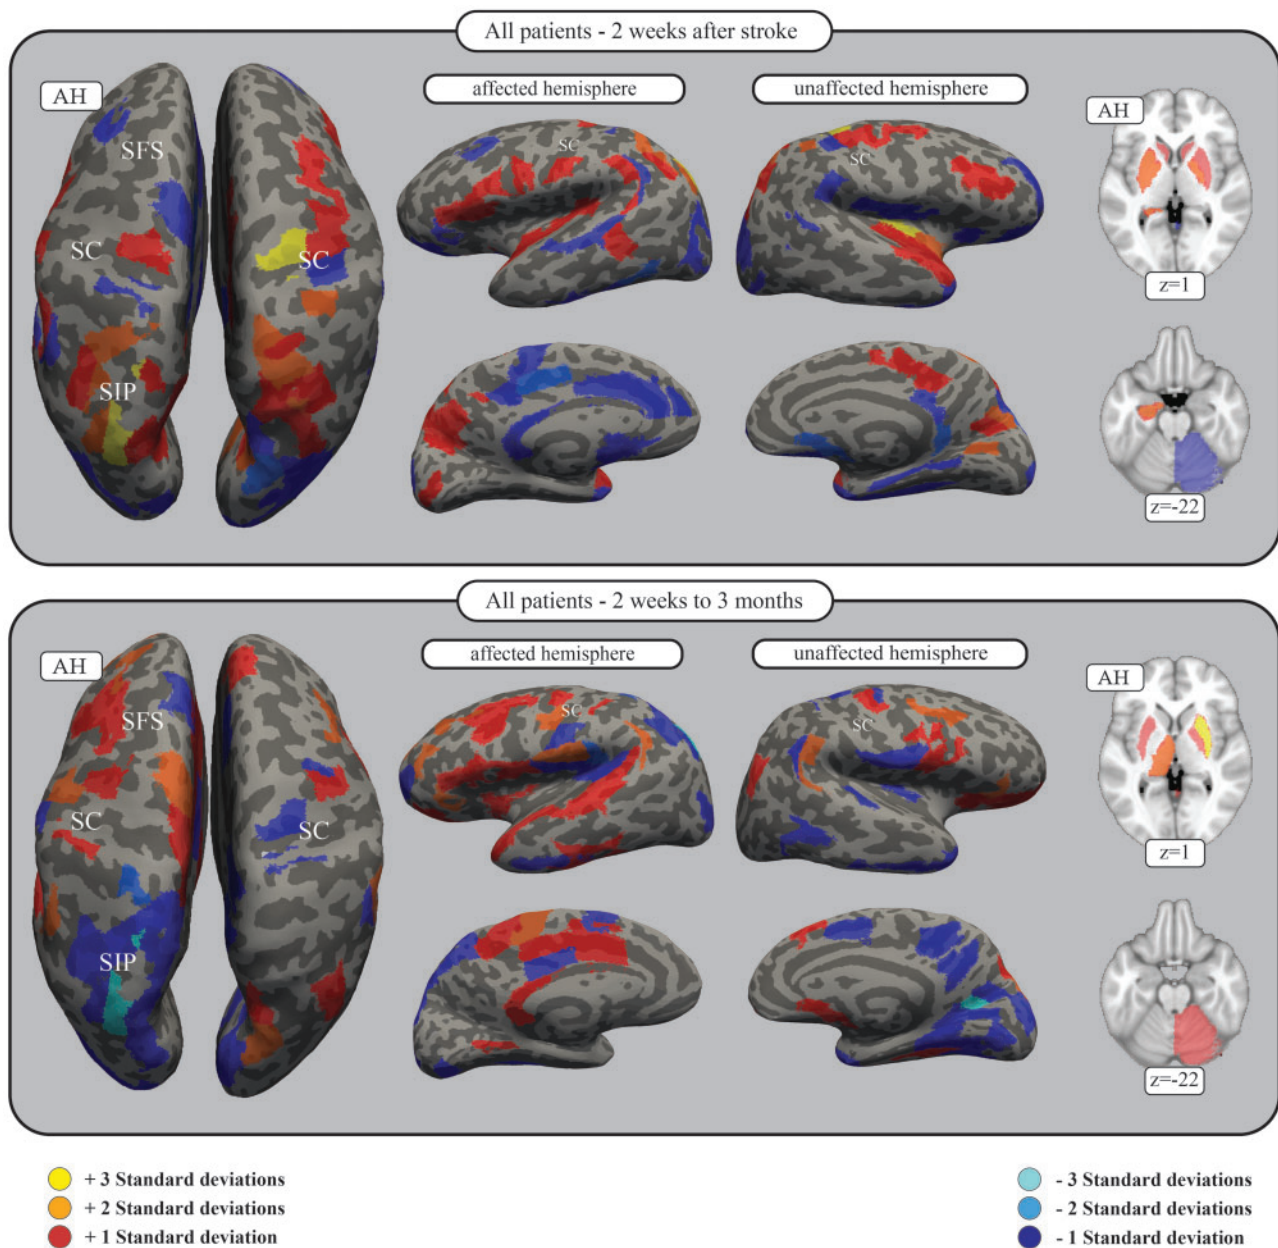 All patients - 2 weeks after stroke
affected hemisphere
unaffected hemisphere
AH
AH
SFS
SC
SC
SIP
SC
SC
z=1
z=-22
All patients - 2 weeks to 3 months
affected hemisphere
unaffected hemisphere
AH
AH
SFS
SC
SC
SIP
SC
SC
z=1
z=-22
+ 3 Standard deviations
+ 2 Standard deviations
+ 1 Standard deviation
- 3 Standard deviations
- 2 Standard deviations
- 1 Standard deviation